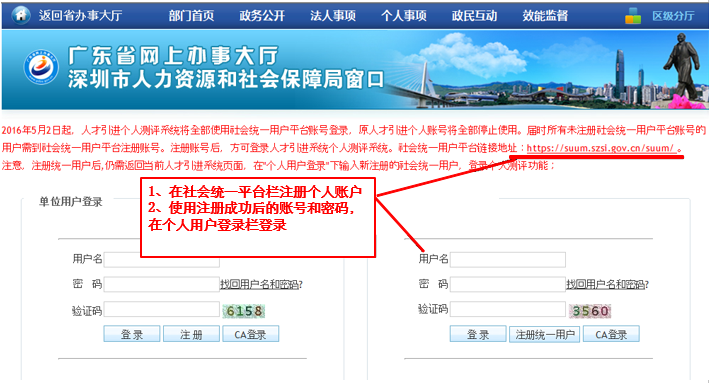 返回省办事大厅 部门首页 政务公开 法人事项 个人事项 政民互动 效能监督 区级分厅
广东省网上办事大厅
深圳市人力资源和社会保障局窗口
2016年5月2日起，人才引进个人测评系统将全部使用社会统一用户平台账号登录，原人才引进个人账号将全部停止使用。届时所有未注册社会统一用户平台账号的
用户需到社会统一用户平台注册账号。注册账号后，方可登录人才引进系统个人测评系统。社会统一用户平台链接地址：https://suum.szsi.gov.cn/suum/ 。
注意，注册统一用户后,仍需返回当前人才引进系统页面，在"个人用户登录"下输入新注册的社会统一用户，登录个人测评功能：
1、在社会统一平台栏注册个人账户
2、使用注册成功后的账号和密码，
在个人用户登录栏登录
单位用户登录
用户名
密 码 找回用户名和密码?
验证码 6158
登 录 注 册 CA登录
用户名
密 码 找回用户名和密码?
验证码 3560
登 录 注册统一用户 CA登录